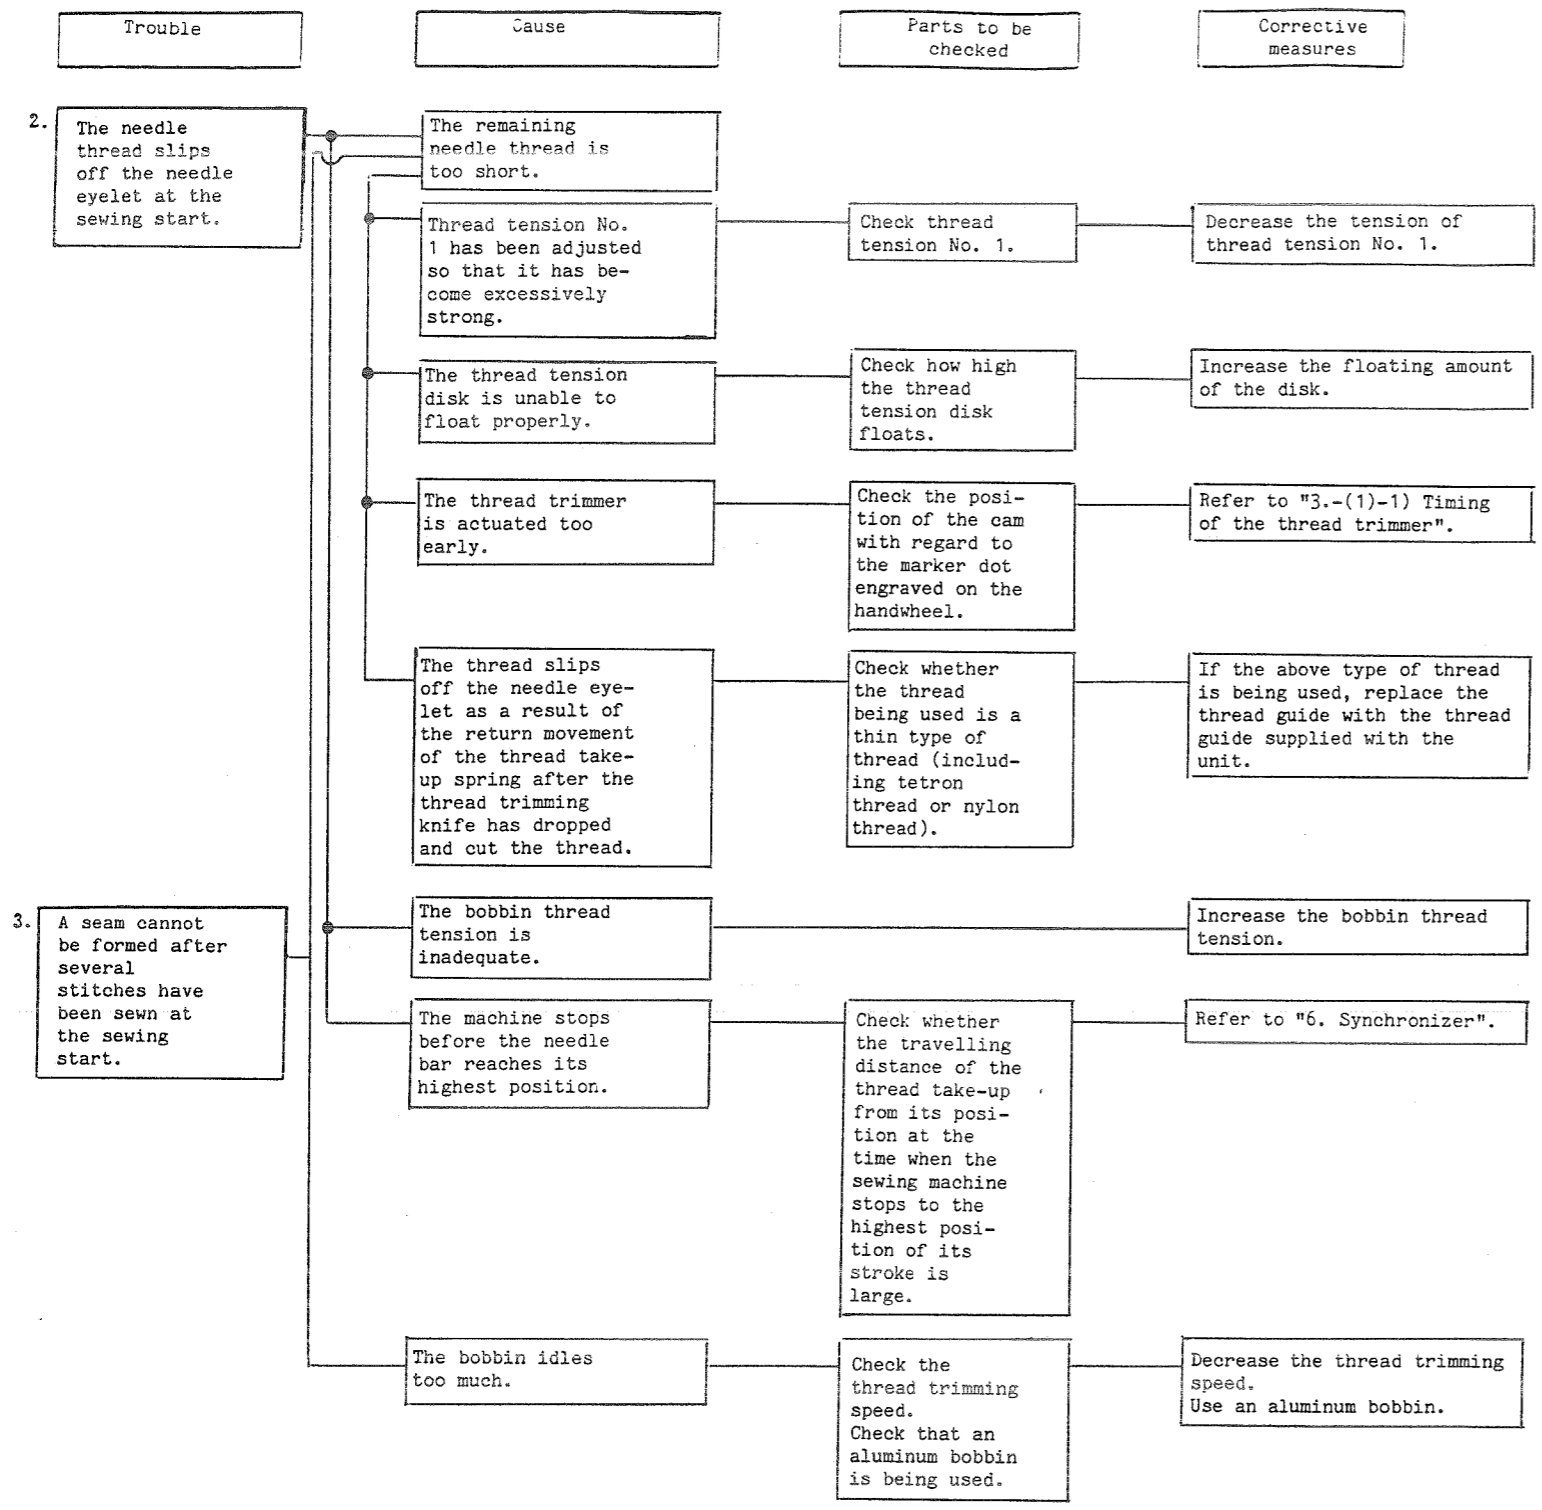 Trouble
Cause
Parts to be
checked
Corrective
measures
2.
The needle
thread slips
off the needle
eyelet at the
sewing start.
The remaining
needle thread is
too short.
Thread tension No.
1 has been adjusted
so that it has be-
come excessively
strong.
Check thread
tension No. 1.
Decrease the tension of
thread tension No. 1.
The thread tension
disk is unable to
float properly.
Check how high
the thread
tension disk
floats.
Increase the floating amount
of the disk.
The thread trimmer
is actuated too
early.
Check the posi-
tion of the cam
with regard to
the marker dot
engraved on the
handwheel.
Refer to "3.-(1)-1) Timing
of the thread trimmer".
The thread slips
off the needle eye-
let as a result of
the return movement
of the thread take-
up spring after the
thread trimming
knife has dropped
and cut the thread.
Check whether
the thread
being used is a
thin type of
thread (includ-
ing tetron
thread or nylon
thread).
If the above type of thread
is being used, replace the
thread guide with the thread
guide supplied with the
unit.
3.
A seam cannot
be formed after
several
stitches have
been sewn at
the sewing
start.
The bobbin thread
tension is
inadequate.
Increase the bobbin thread
tension.
The machine stops
before the needle
bar reaches its
highest position.
Check whether
the travelling
distance of the
thread take-up
from its posi-
tion at the
time when the
sewing machine
stops to the
highest posi-
tion of its
stroke is
large.
Refer to "6. Synchronizer".
The bobbin idles
too much.
Check the
thread trimming
speed.
Check that an
aluminum bobbin
is being used.
Decrease the thread trimming
speed.
Use an aluminum bobbin.